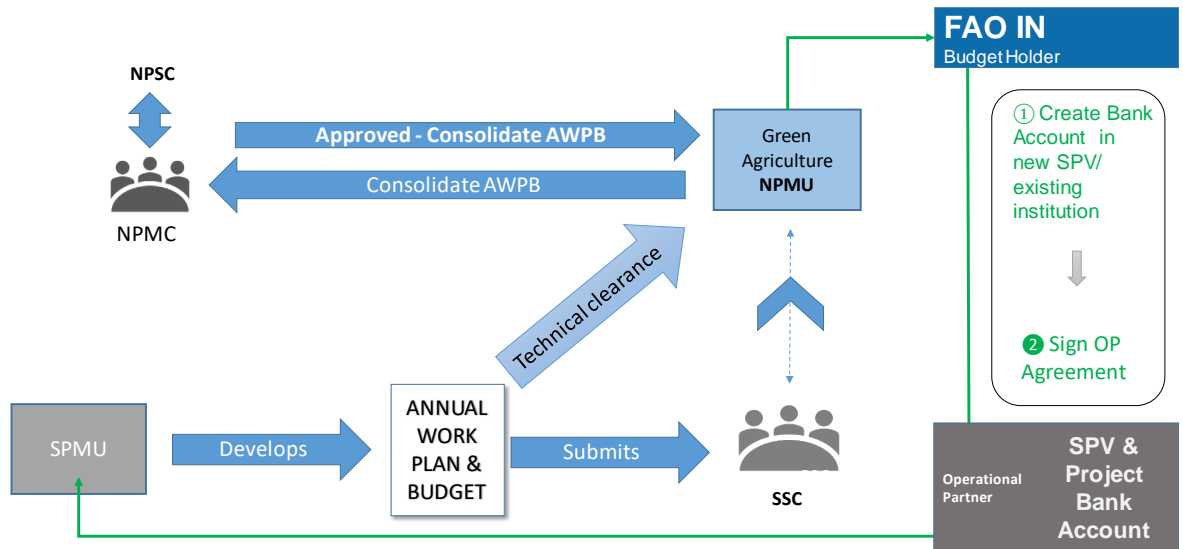 FAO IN
Budget Holder
NPSC
Approved - Consolidate AWPB
Consolidate AWPB
NPMC
Green
Agriculture
NPMU
① Create Bank
Account in
new SPV/
existing
institution
Technical clearance
❷ Sign OP
Agreement
SPMU
Develops
ANNUAL
WORK
PLAN &
BUDGET
Submits
SSC
Operational
Partner
SPV &
Project
Bank
Account